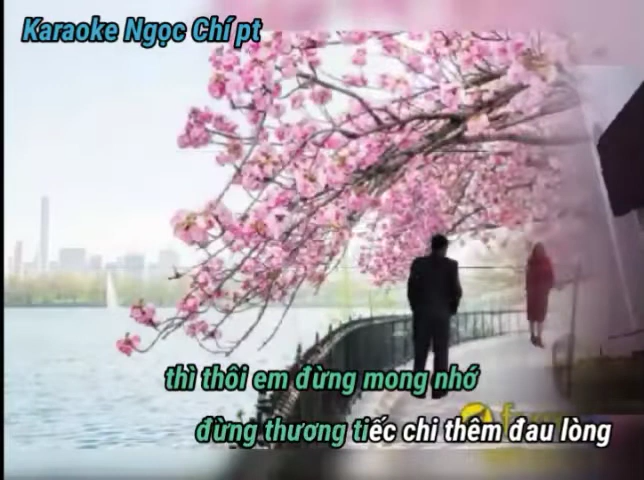 Karaoke Ngọc Chí pt
thì thôi em đừng mong nhớ
đừng thương tiếc chi thêm đau lòng